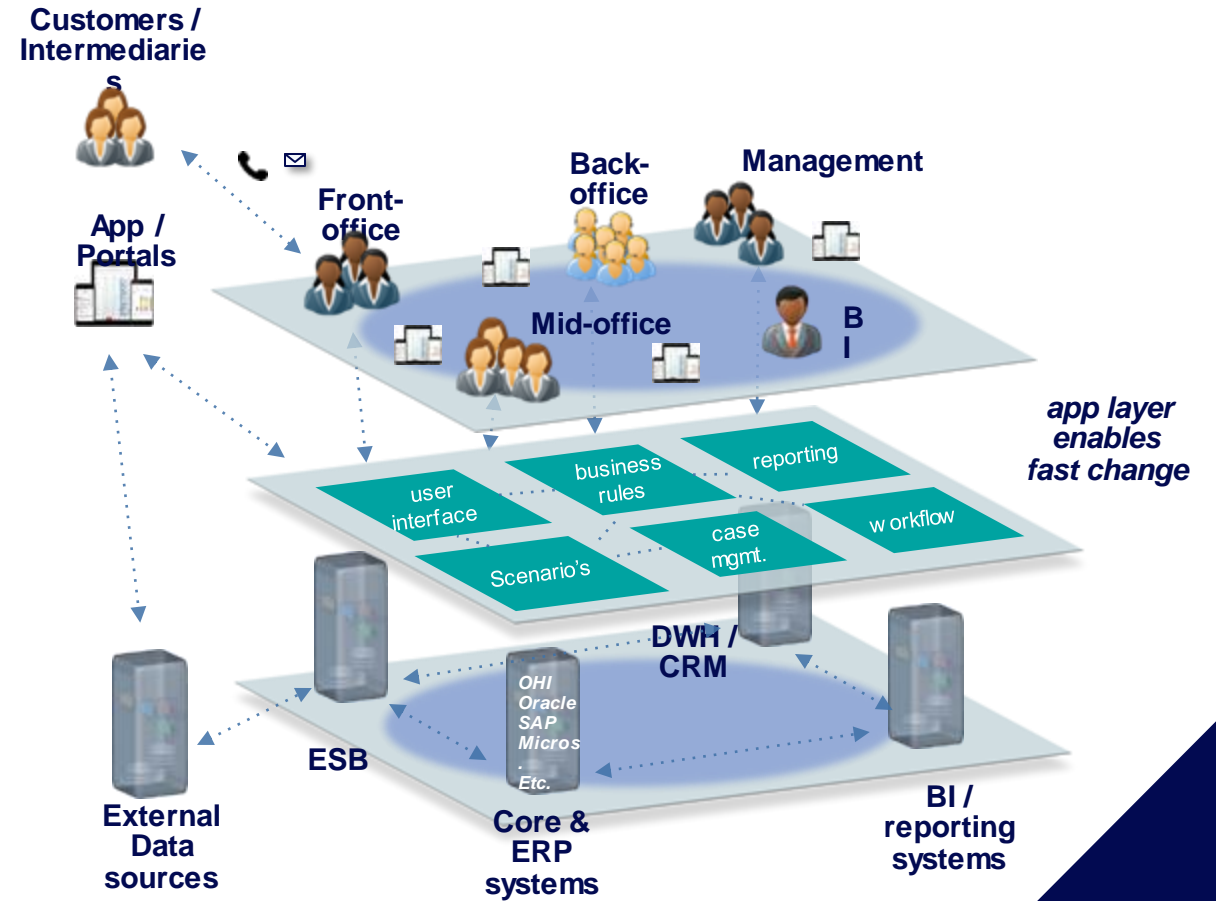 Customers /
Intermediarie
s
App /
Portals
Front-
office
Back-
office
Management
Mid-office
B
I
app layer
enables
fast change
user
interface
business
rules
reporting
Scenario's
case
mgmt.
w orkflow
DWH /
CRM
OHI
Oracle
SAP
Micros
.
Etc.
ESB
External
Data
sources
Core &
ERP
systems
BI /
reporting
systems